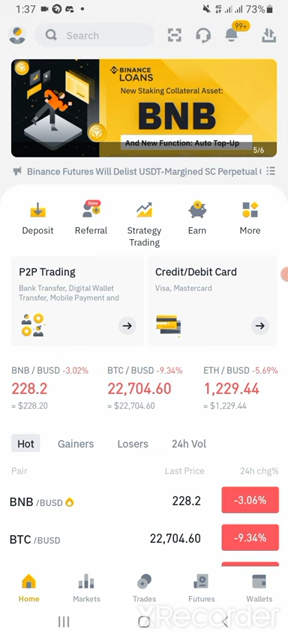 1:37
73%
Search
99+
BINANCE
LOANS
New Staking Collateral Asset:
BNB
And New Function: Auto Top-Up
5/6
Binance Futures Will Delist USDT-Margined SC Perpetual
New
Deposit
Referral
Strategy
Trading
Earn
More
P2P Trading
Bank Transfer, Digital Wallet
Transfer, Mobile Payment and
Credit/Debit Card
Visa, Mastercard
BNB / BUSD -3.02%
BTC / BUSD -9.34%
ETH / BUSD -5.69%
228.2
22,704.60
1,229.44
≈ $228.20
≈ $22,704.60
≈ $1,229.44
Hot
Gainers
Losers
24h Vol
Pair
Last Price
24h chg%
BNB /BUSD
228.2
-3.06%
BTC /BUSD
22,704.60
-9.34%
Home
Markets
Trades
Futures
Wallets
XRecorder